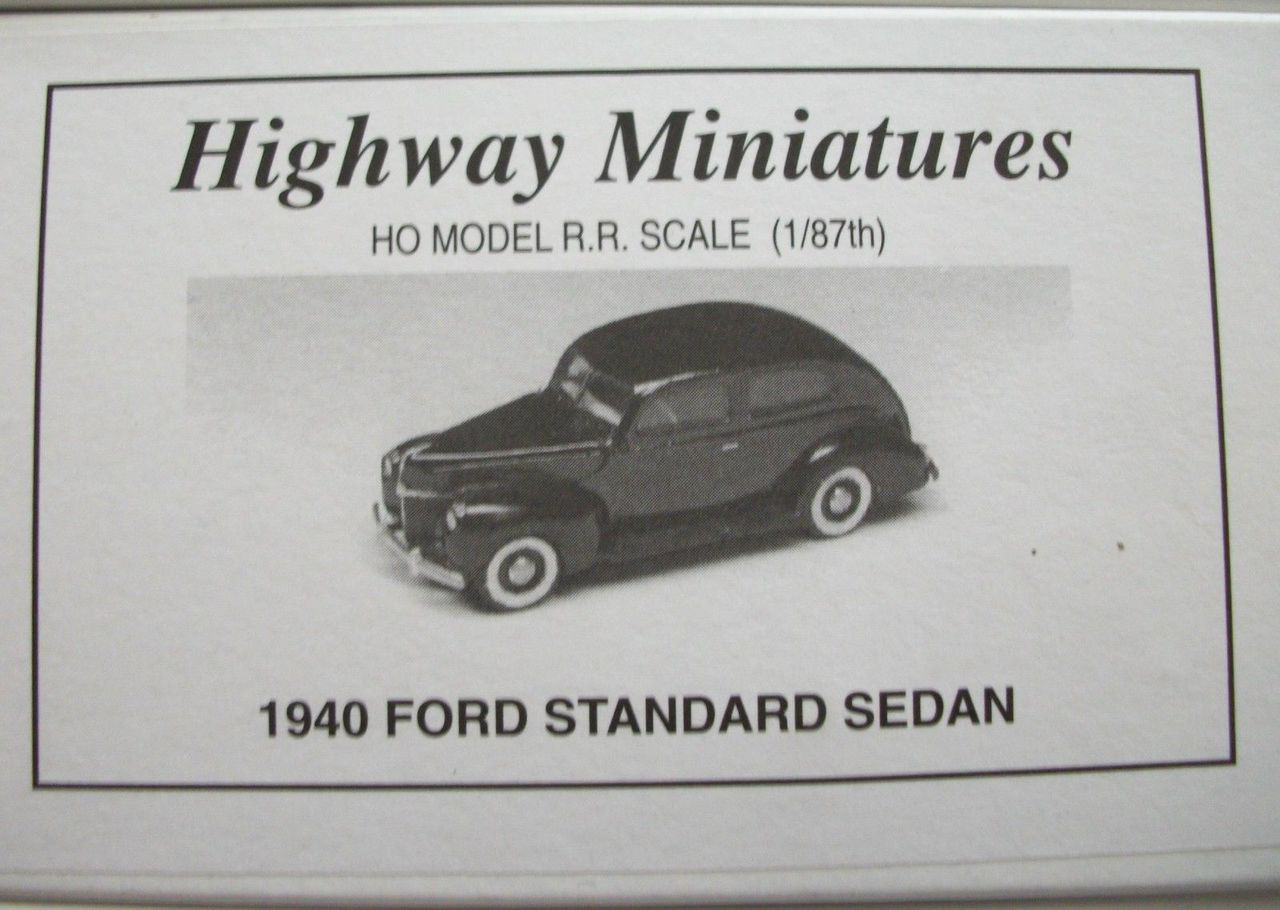 Highway Miniatures
HO MODEL R.R. SCALE (1/87th)
1940 FORD STANDARD SEDAN